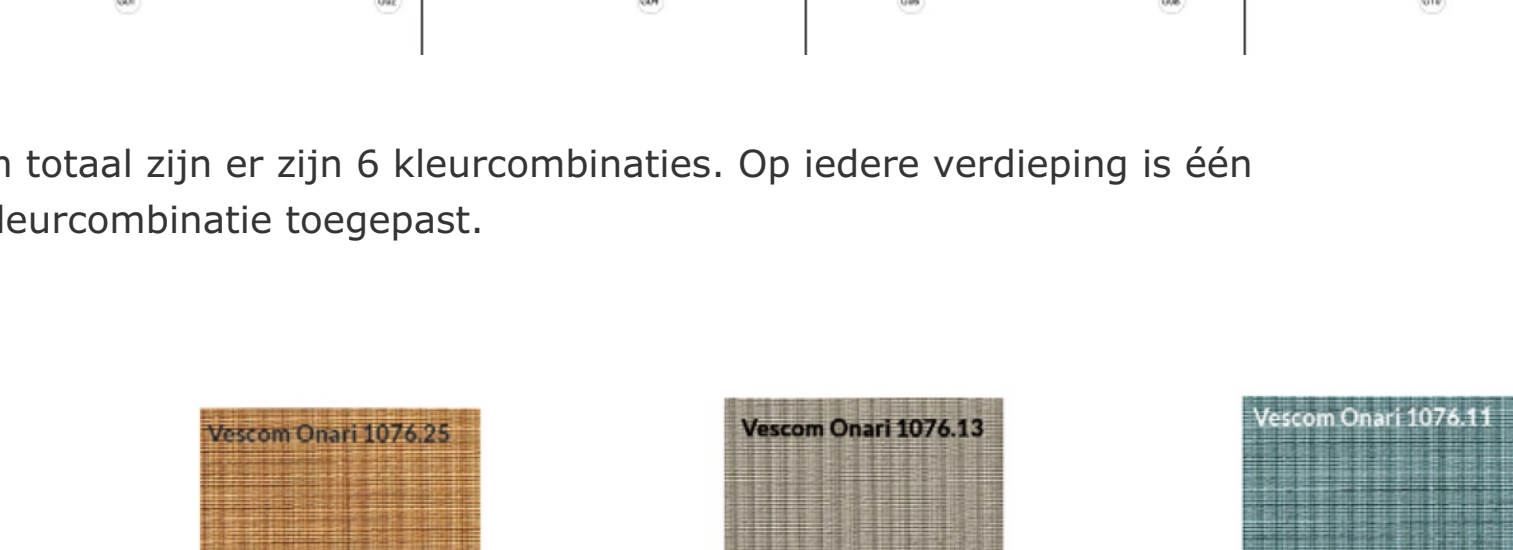 totaal zijn er zijn 6 kleurcombinaties. Op iedere verdieping is één
leurcombinatie toegepast.
Vescom Onari 1076.25
Vescom Onari 1076.13
Vescom Onari 1076.11